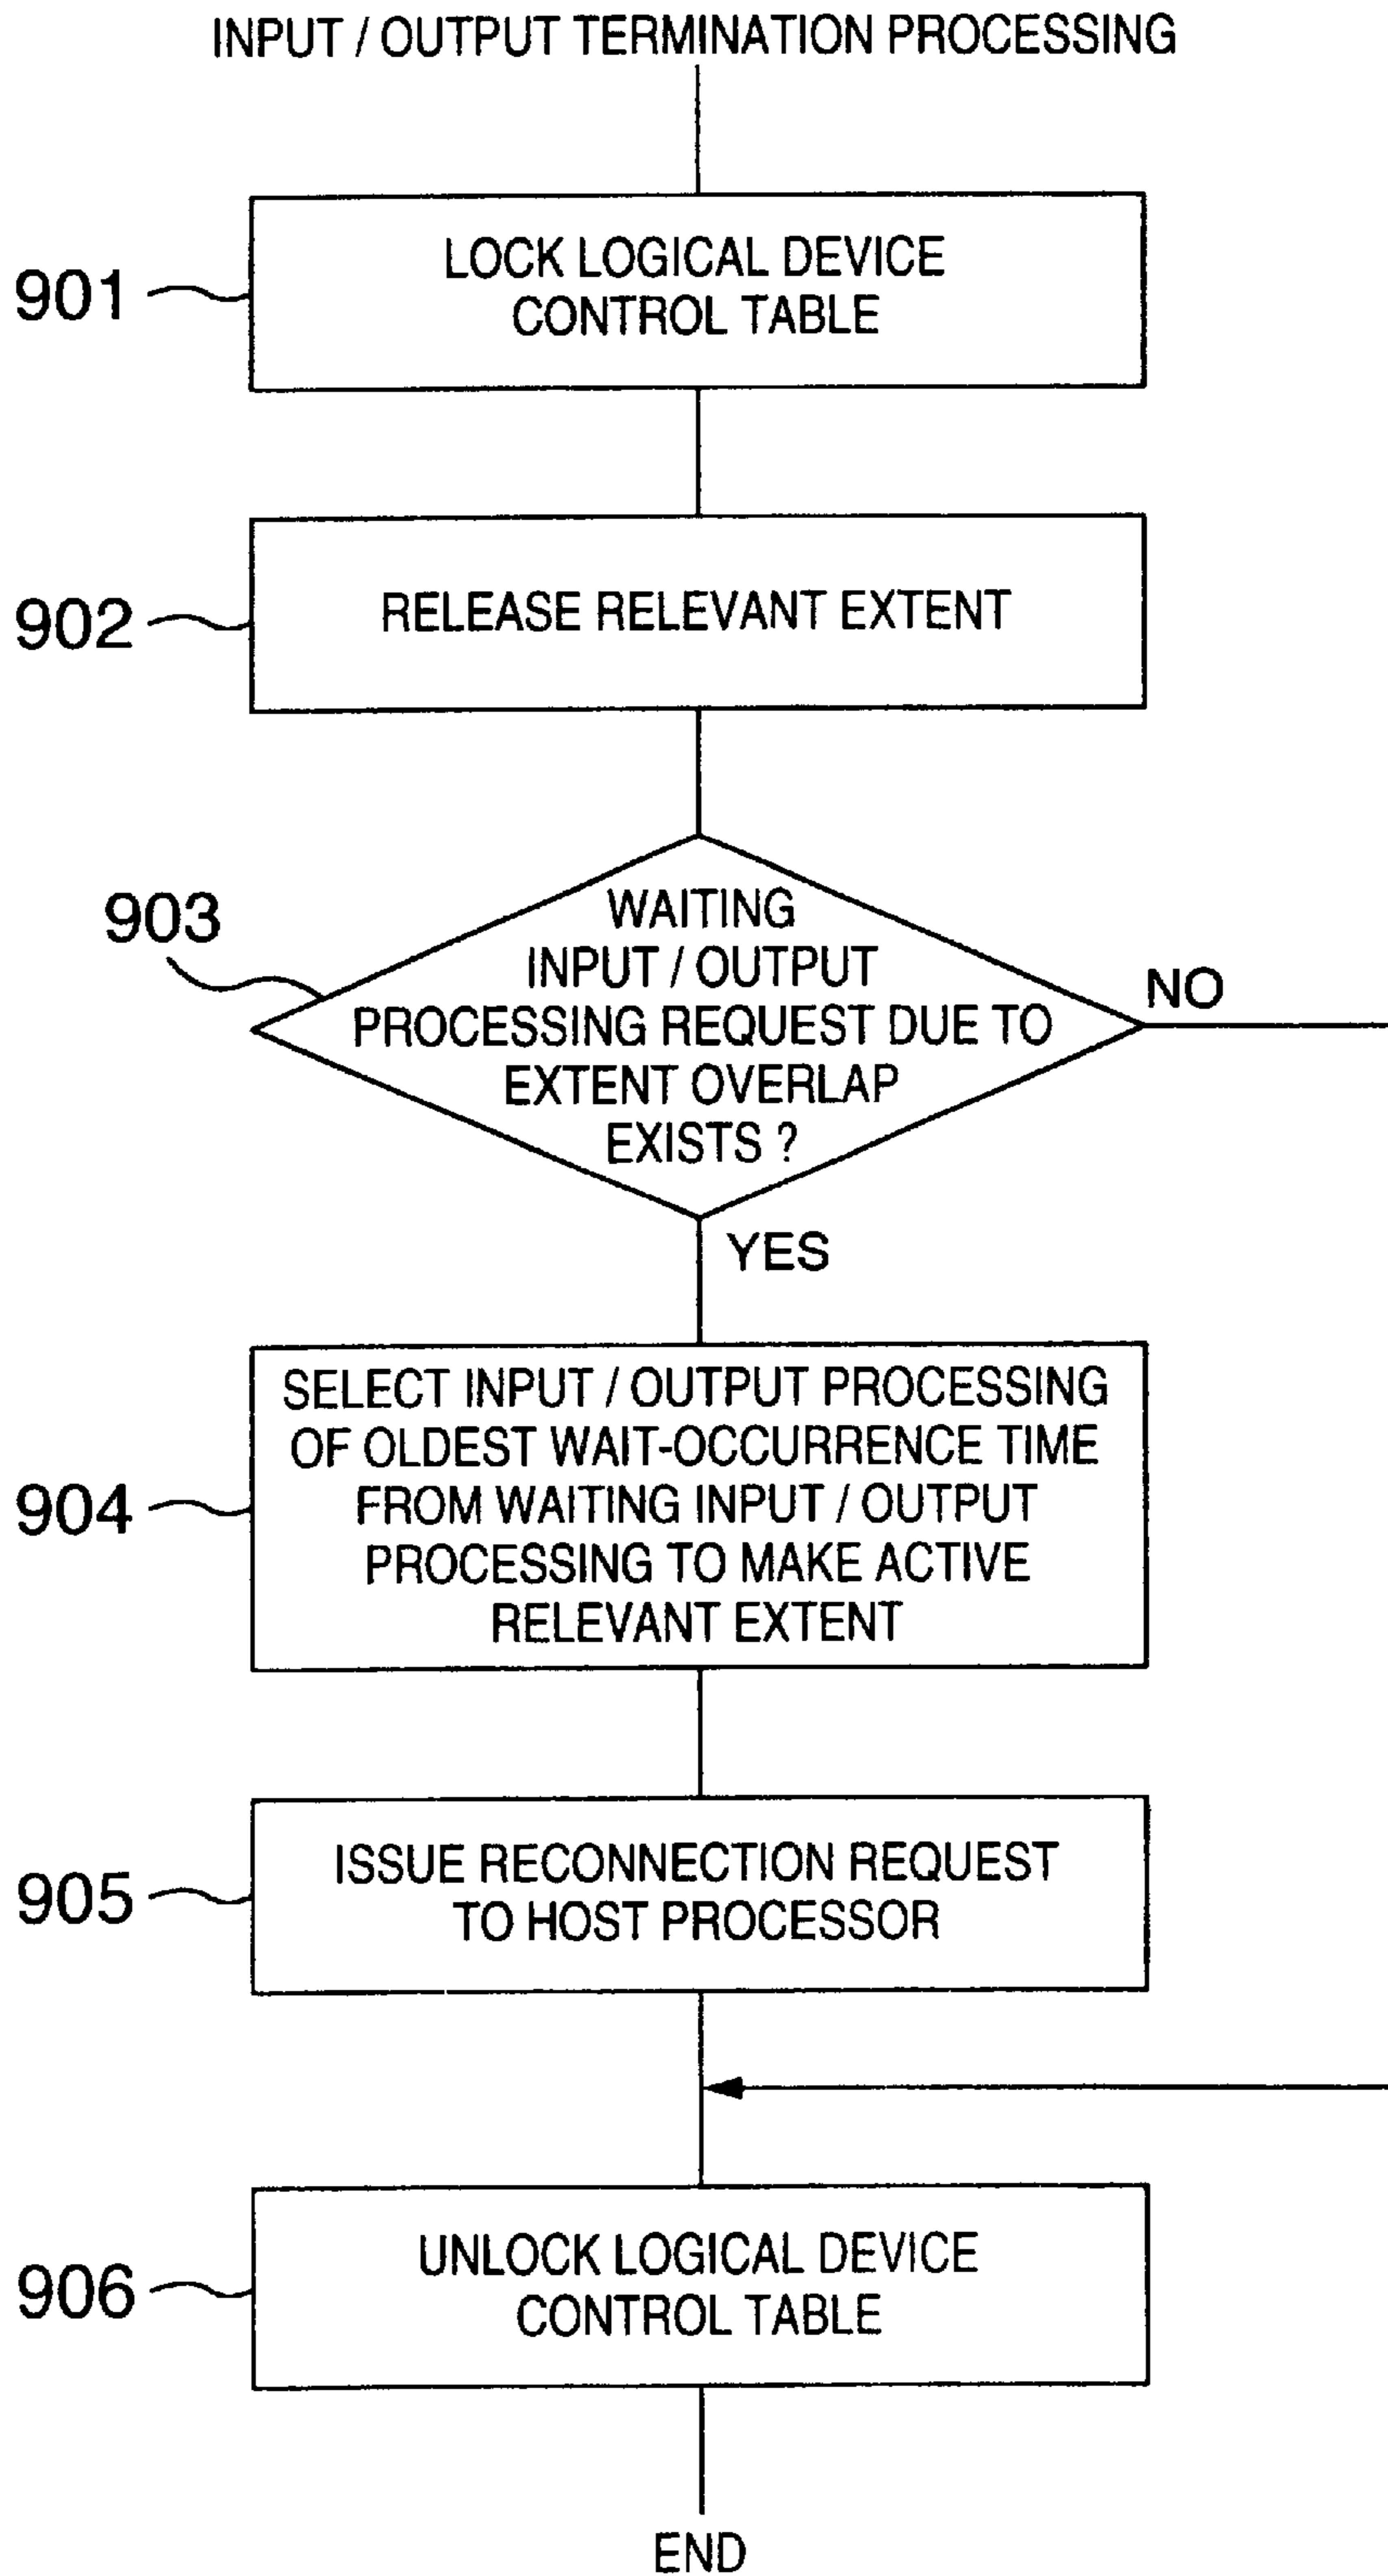 INPUT / OUTPUT TERMINATION PROCESSING
901
LOCK LOGICAL DEVICE
CONTROL TABLE
902
RELEASE RELEVANT EXTENT
903
WAITING
INPUT / OUTPUT
PROCESSING REQUEST DUE TO
EXTENT OVERLAP
EXISTS ?
NO
YES
904
SELECT INPUT / OUTPUT PROCESSING
OF OLDEST WAIT-OCCURRENCE TIME
FROM WAITING INPUT / OUTPUT
PROCESSING TO MAKE ACTIVE
RELEVANT EXTENT
905
ISSUE RECONNECTION REQUEST
TO HOST PROCESSOR
906
UNLOCK LOGICAL DEVICE
CONTROL TABLE
END